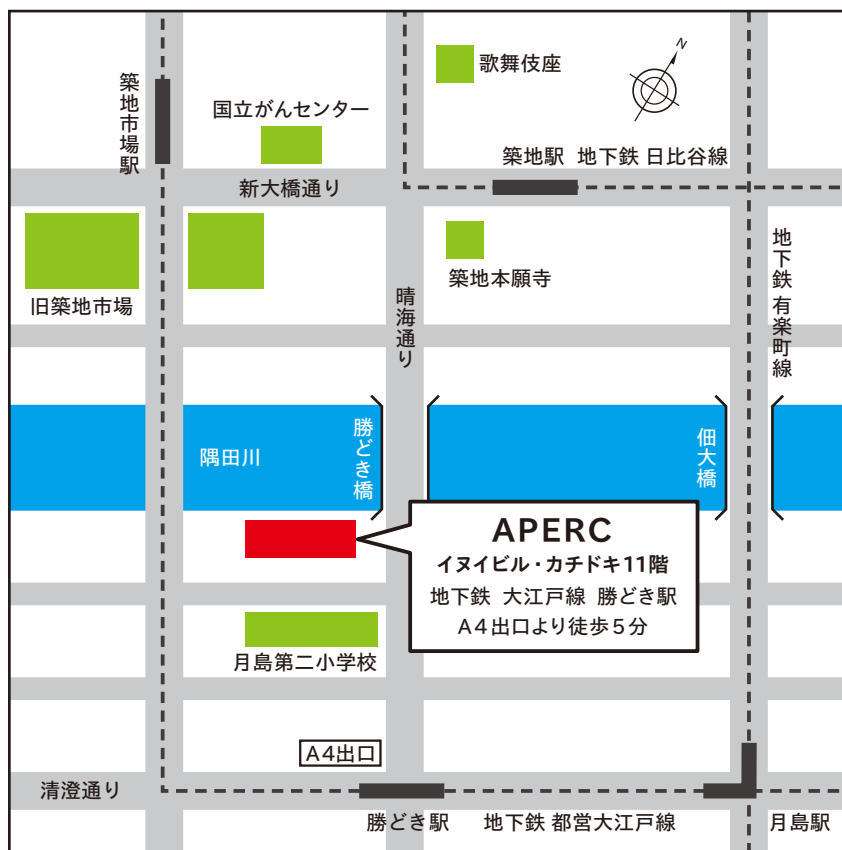 歌舞伎座
N
築地市場駅
国立がんセンター
築地駅 地下鉄 日比谷線
新大橋通り
旧築地市場
築地本願寺
晴海通り
地下鉄 有楽町線
隅田川
勝どき橋
佃大橋
APERC
イヌイビル・カチドキ11階
地下鉄 大江戸線 勝どき駅
A4出口より徒歩5分
月島第二小学校
A4出口
清澄通り
勝どき駅
地下鉄 都営大江戸線
月島駅